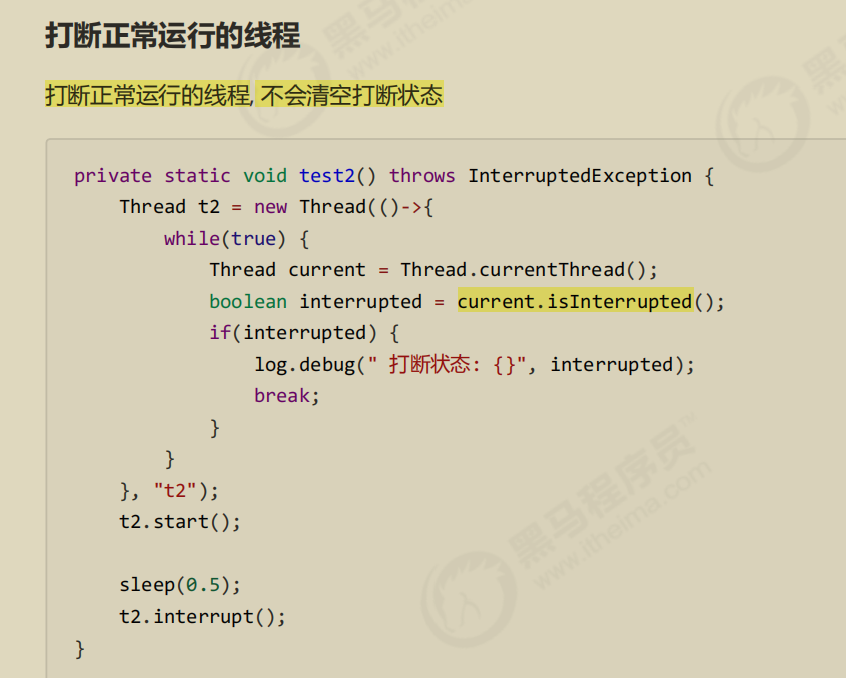 打断正常运行的线程
打断正常运行的线程, 不会清空打断状态
private static void test2() throws InterruptedException {
    Thread t2 = new Thread(()->{
        while(true) {
            Thread current = Thread.currentThread();
            boolean interrupted = current.isInterrupted();
            if(interrupted) {
                log.debug(" 打断状态: {}", interrupted);
                break;
            }
        }
    }, "t2");
    t2.start();

    sleep(0.5);
    t2.interrupt();
}
黑马程序员™
www.itheima.com